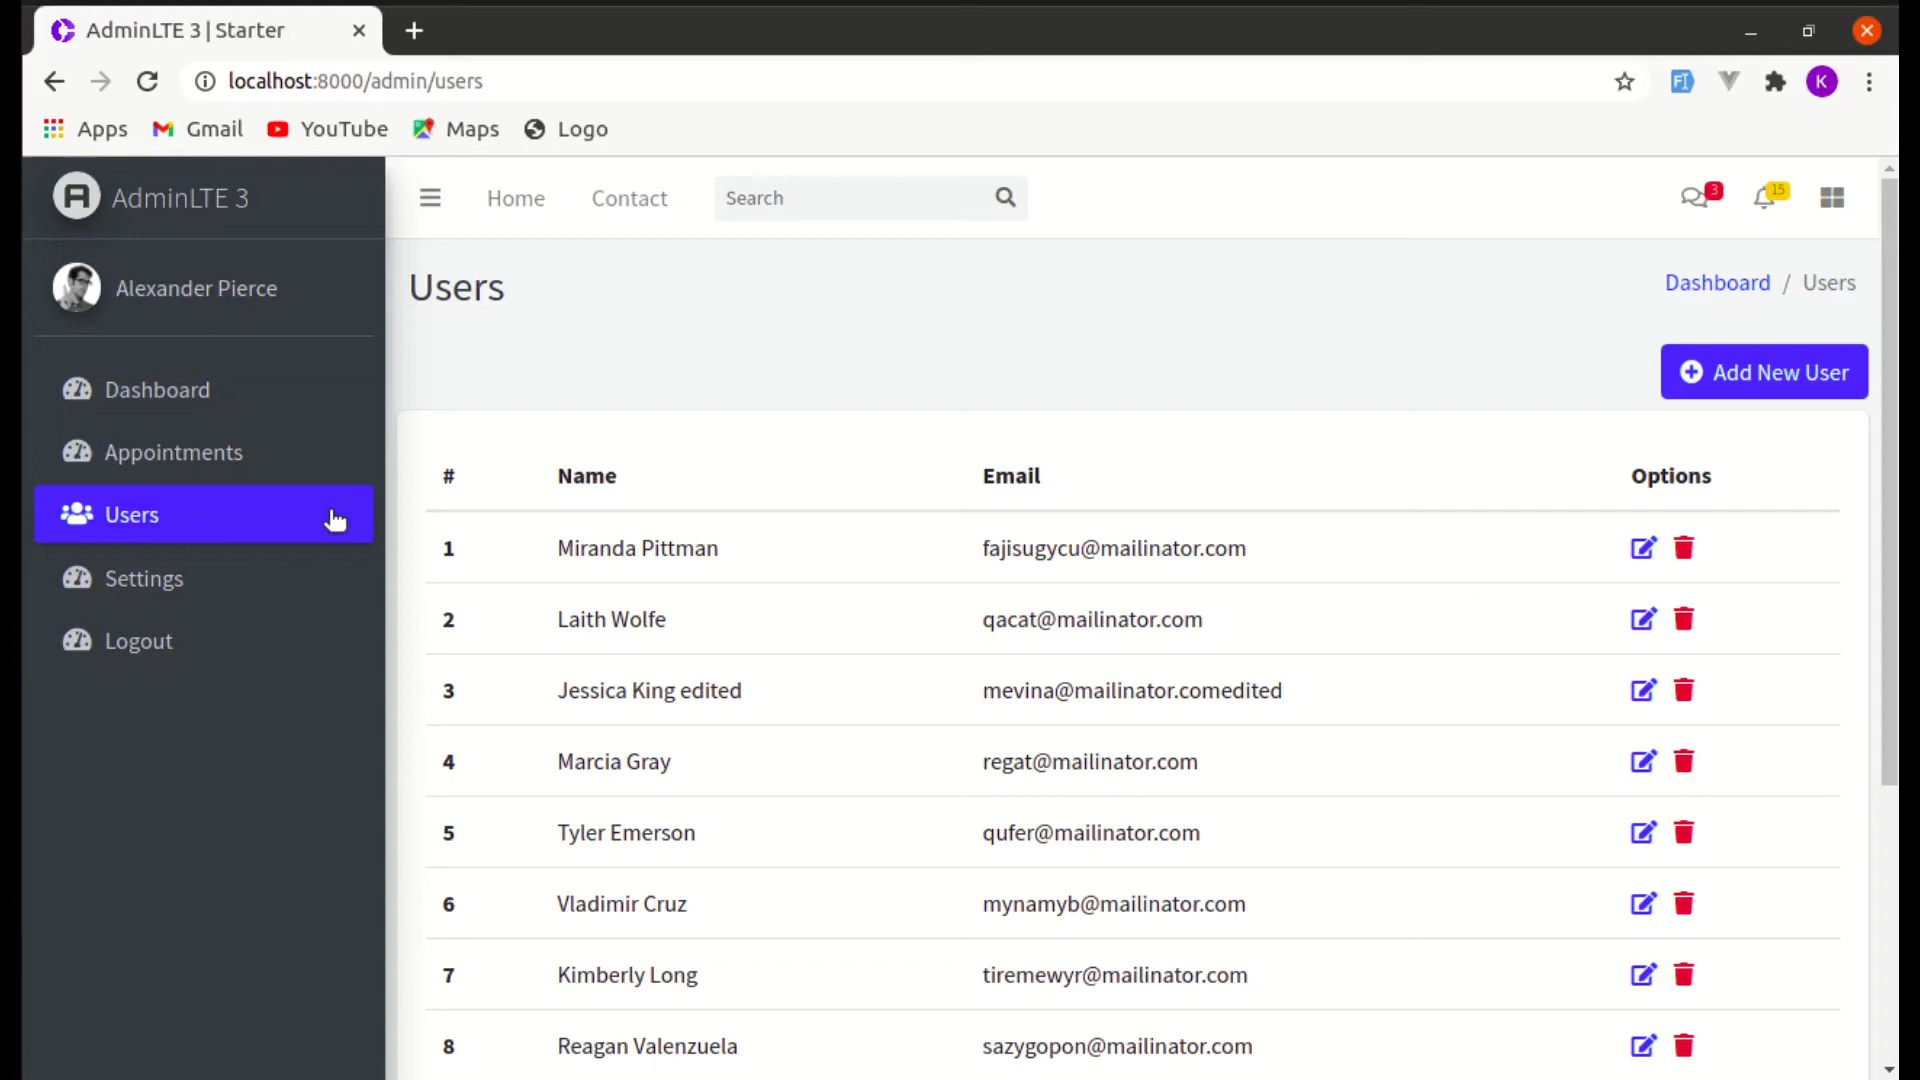 AdminLTE 3 | Starter
localhost:8000/admin/users
FI
K
Apps Gmail YouTube Maps Logo
AdminLTE 3
Home Contact Search 3 15
Alexander Pierce
Users
Dashboard / Users
Add New User
Dashboard
Appointments
Users
Settings
Logout
# Name Email Options
1 Miranda Pittman fajisugycu@mailinator.com
2 Laith Wolfe qacat@mailinator.com
3 Jessica King edited mevina@mailinator.comedited
4 Marcia Gray regat@mailinator.com
5 Tyler Emerson qufer@mailinator.com
6 Vladimir Cruz mynamyb@mailinator.com
7 Kimberly Long tiremewyr@mailinator.com
8 Reagan Valenzuela sazygopon@mailinator.com